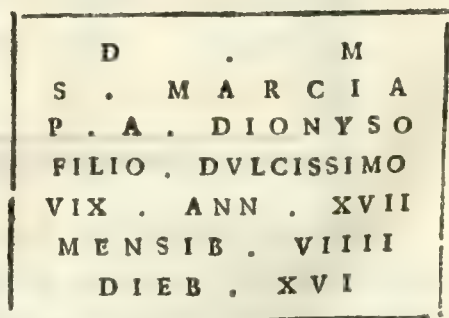 D . M
S . MARCIA
P . A . DIONYSO
FILIO . DVLCISSIMO
VIX . ANN . XVII
MENSIB . VIIII
DIEB . XVI